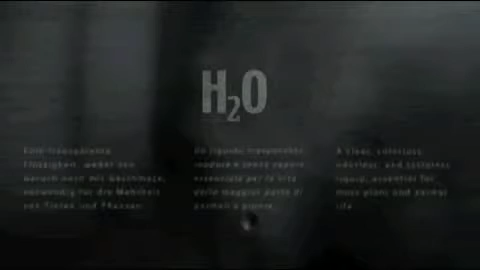 H2O
Eine transparente
Flüssigkeit, weder von
Geruch noch mit Geschmack,
notwendig für die Mehrheit
von Tieren und Pflanzen.
Un liquido trasparente,
inodore e senza sapore,
essenziale per la vita
della maggior parte di
animali e piante.
A clear, colorless,
odorless, and tasteless
liquid, essential for
most plant and animal
life.